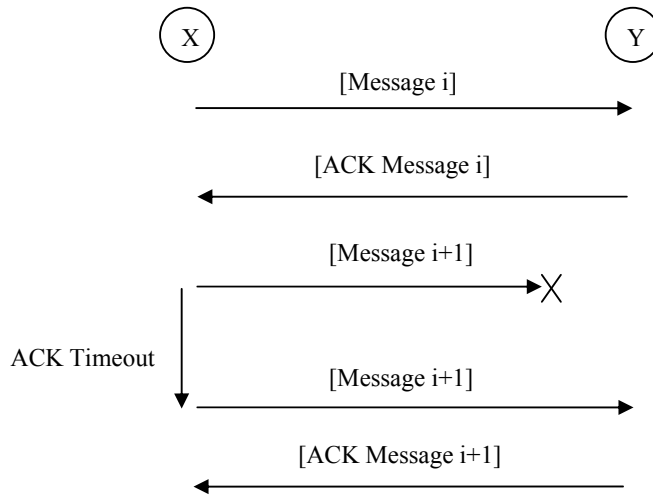 X
Y
[Message i]
[ACK Message i]
[Message i+1]
ACK Timeout
[Message i+1]
[ACK Message i+1]